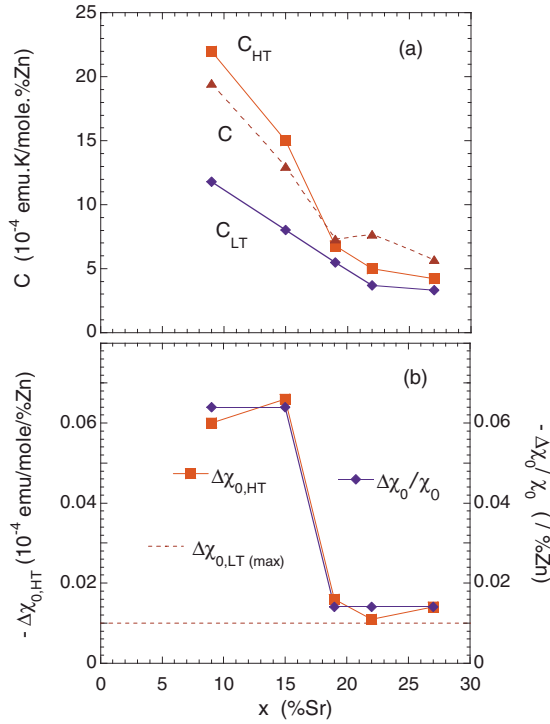 25
20
15
10
5
0
C (10⁻⁴ emu.K/mole.%Zn)
(a)
C_HT
C
C_LT
(b)
0.06
0.04
0.02
0
- Δχ_0,HT (10⁻⁴ emu/mole/%Zn)
Δχ_0,HT
Δχ_0/χ_0
Δχ_0,LT (max)
0.06
0.04
0.02
0
- Δχ_0/χ_0 (/%Zn)
0 5 10 15 20 25 30
x (%Sr)